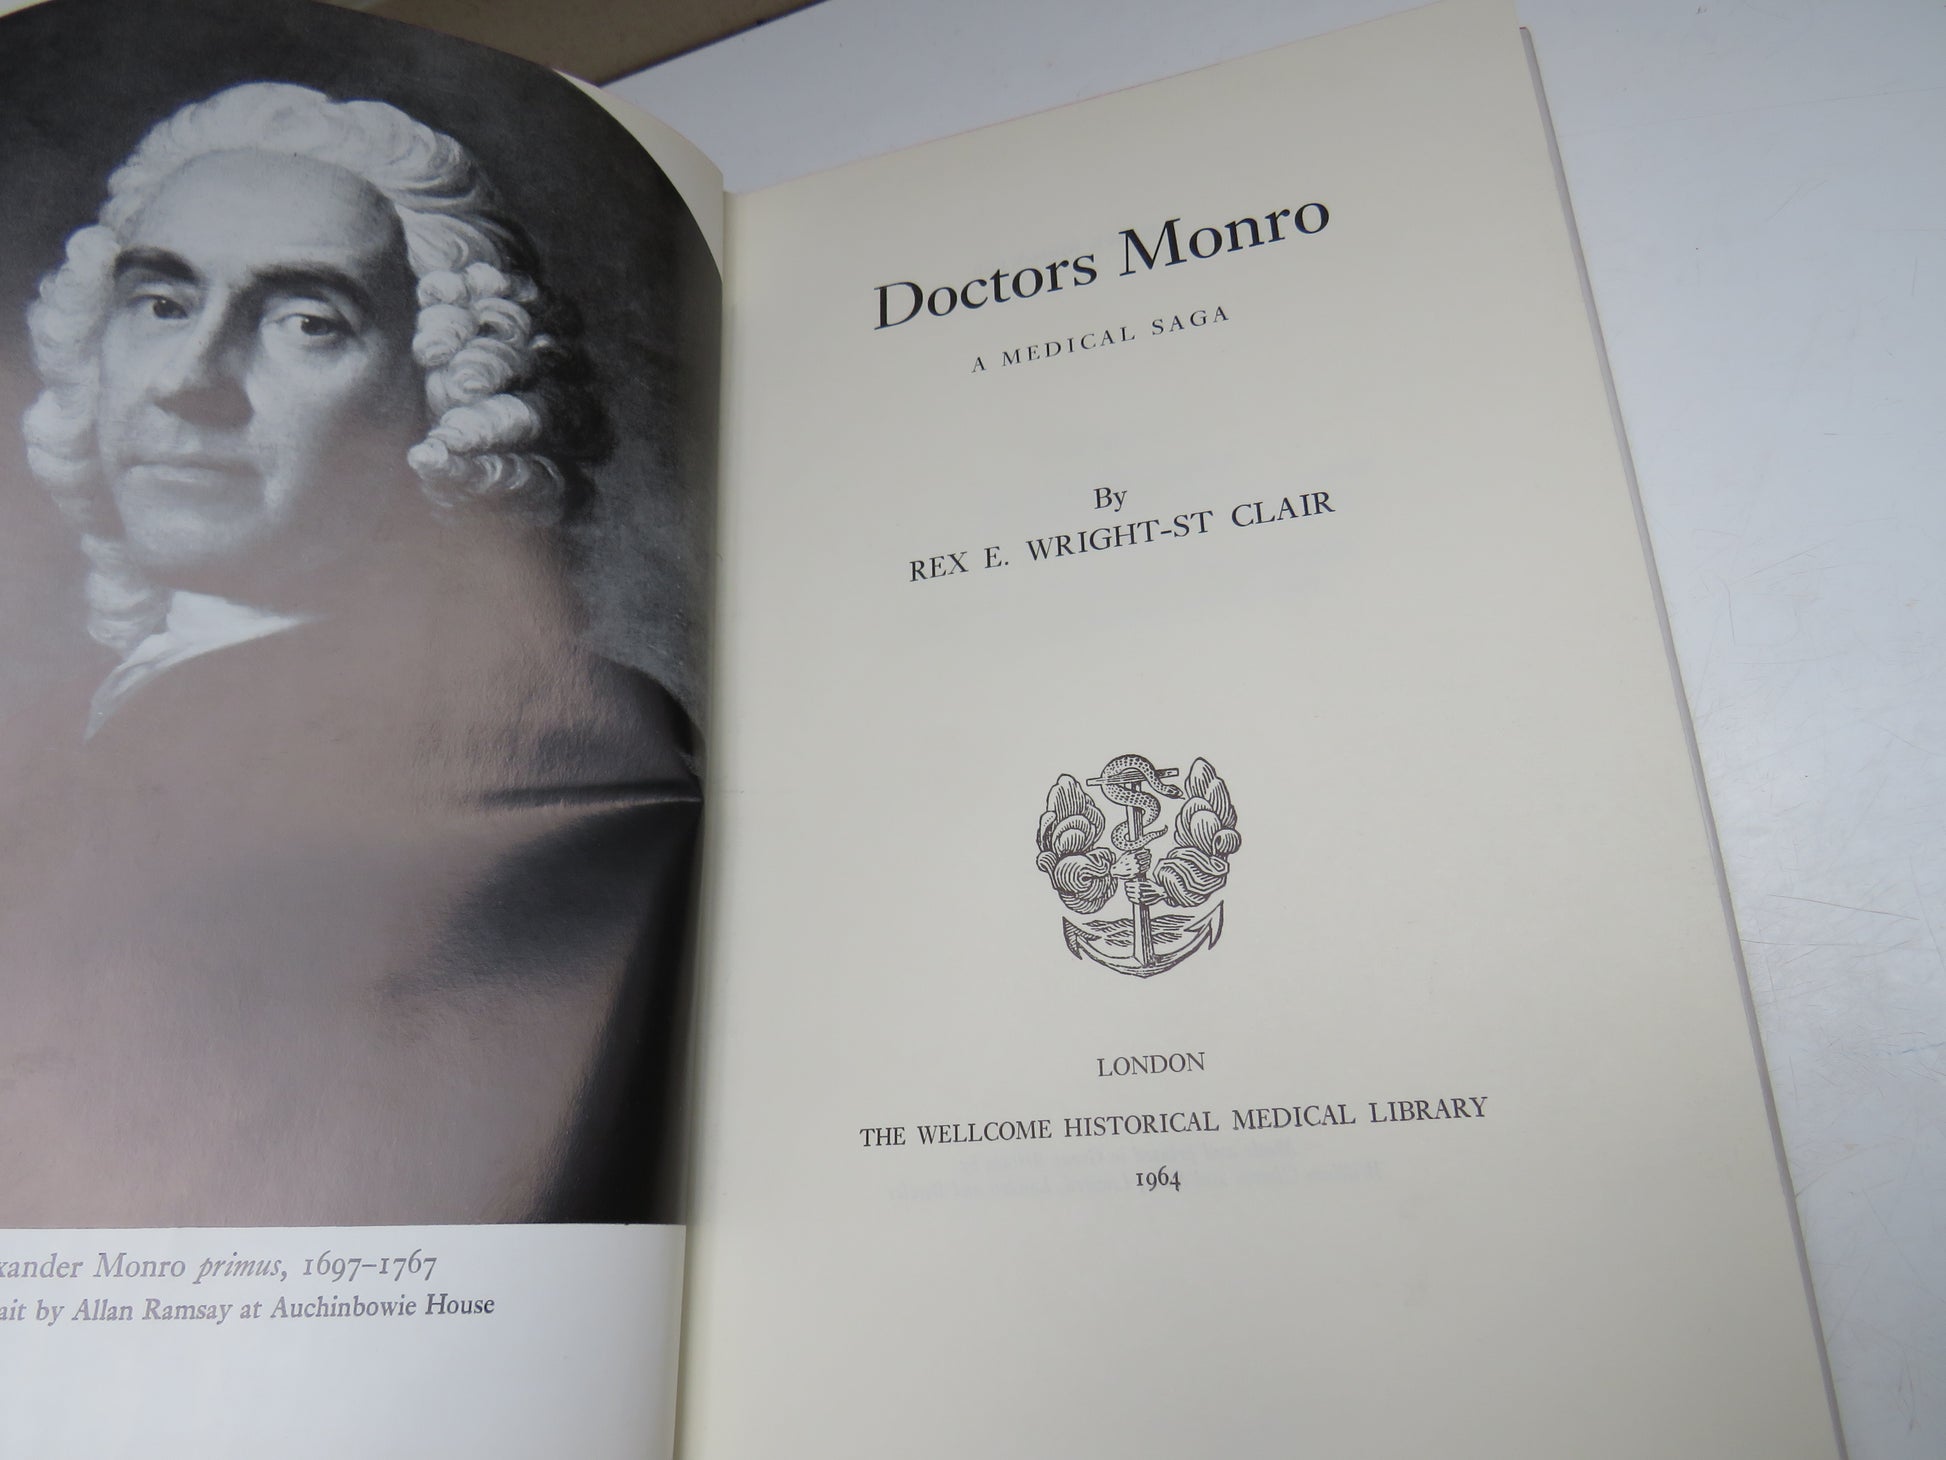 xander Monro primus, 1697–1767
ait by Allan Ramsay at Auchinbowie House
Doctors Monro
A MEDICAL SAGA
By
REX E. WRIGHT-ST CLAIR
LONDON
THE WELLCOME HISTORICAL MEDICAL LIBRARY
1964